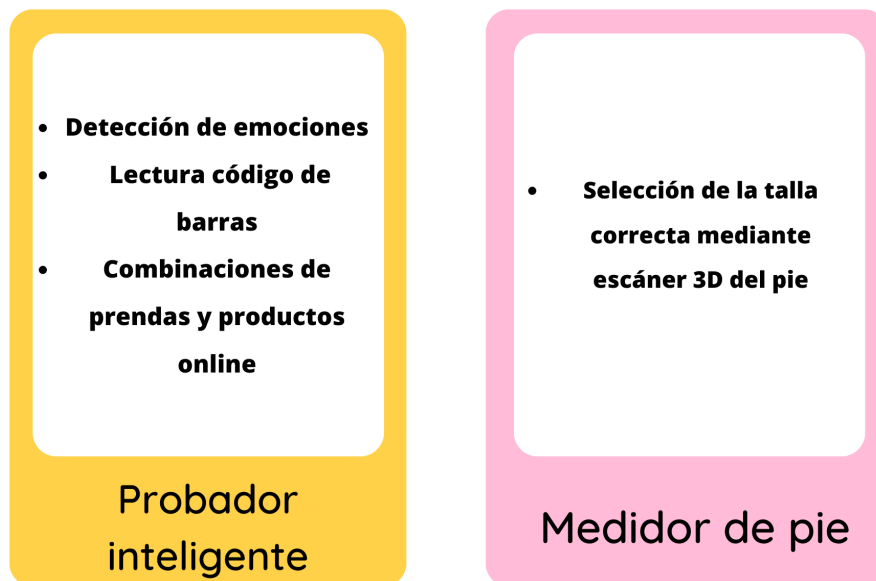 • Detección de emociones
• Lectura código de
barras
• Combinaciones de
prendas y productos
online
Probador
inteligente
• Selección de la talla
correcta mediante
escáner 3D del pie
Medidor de pie